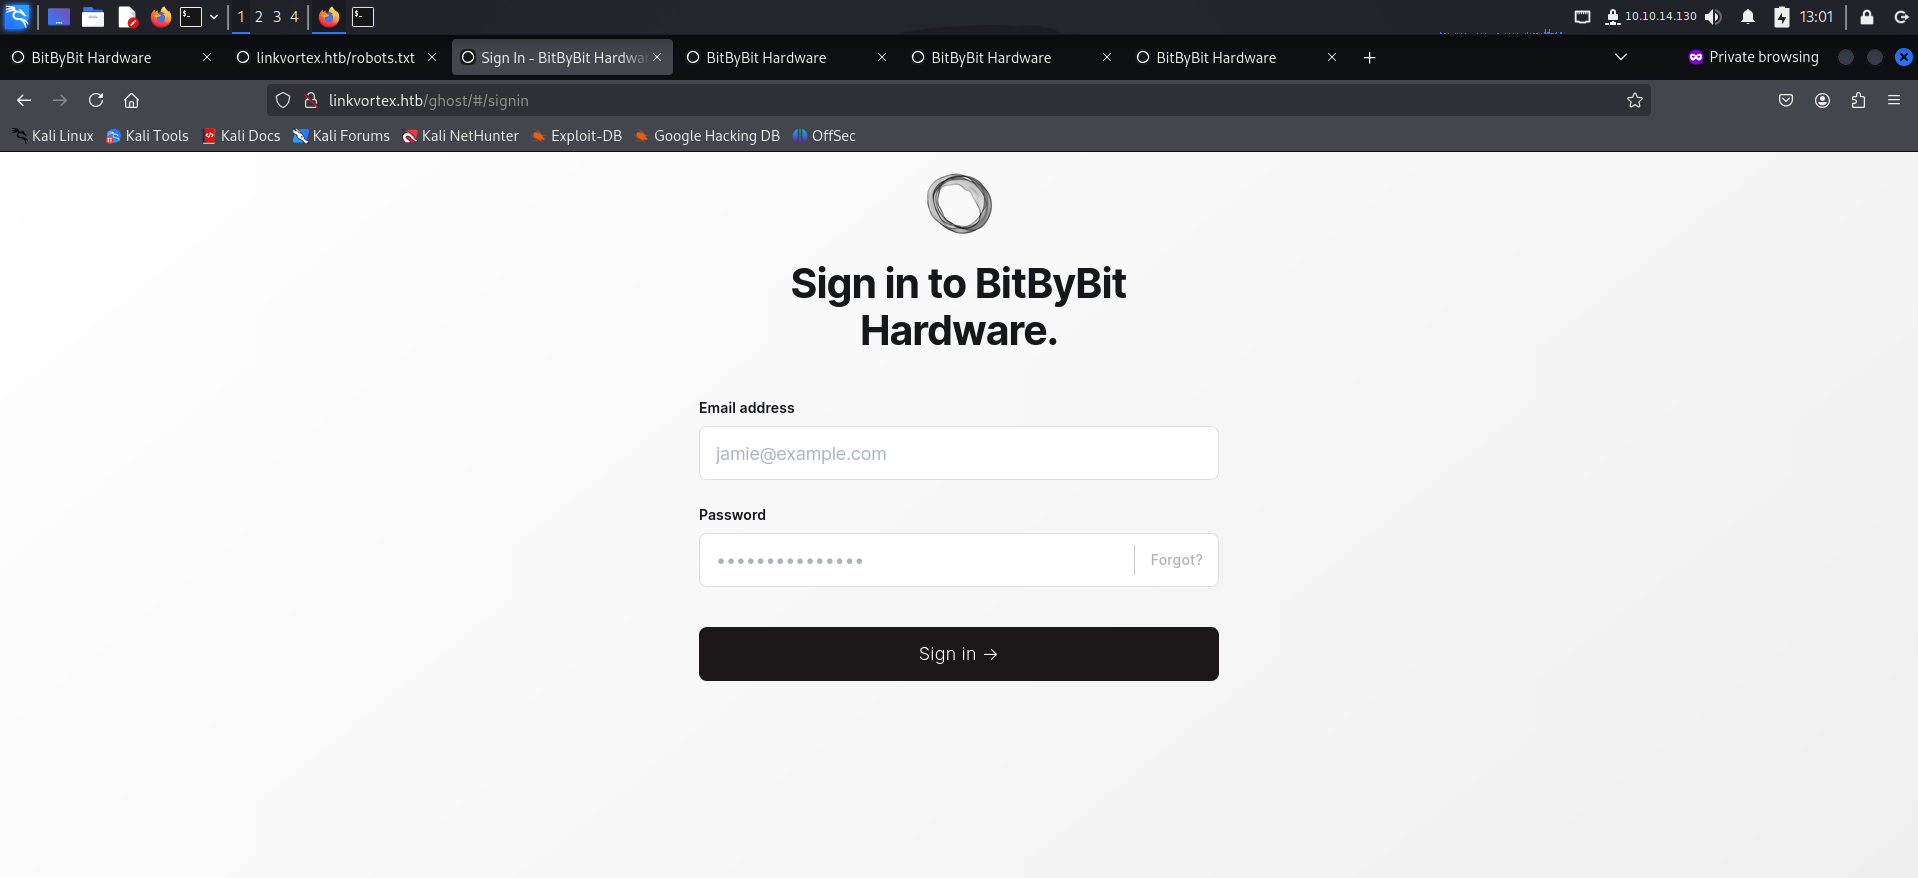 1 2 3 4 10.10.14.130 13:01
BitByBit Hardware linkvortex.htb/robots.txt Sign In - BitByBit Hardwa BitByBit Hardware BitByBit Hardware BitByBit Hardware Private browsing
linkvortex.htb/ghost/#/signin
Kali Linux Kali Tools Kali Docs Kali Forums Kali NetHunter Exploit-DB Google Hacking DB OffSec
Sign in to BitByBit
Hardware.
Email address
jamie@example.com
Password
••••••••••••••• Forgot?
Sign in →